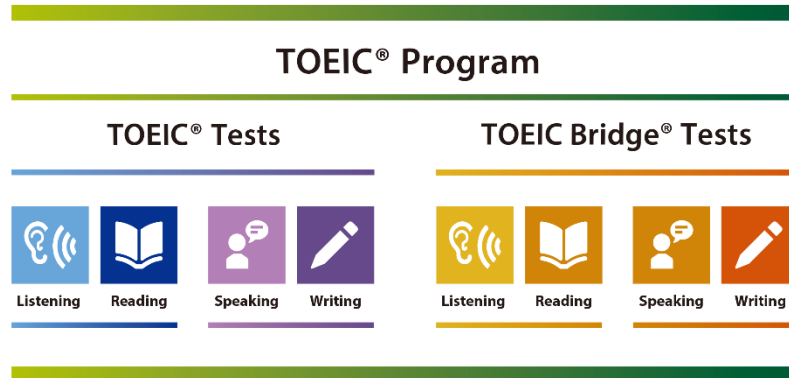 TOEIC® Program
TOEIC® Tests
TOEIC Bridge® Tests
Listening
Reading
Speaking
Writing
Listening
Reading
Speaking
Writing